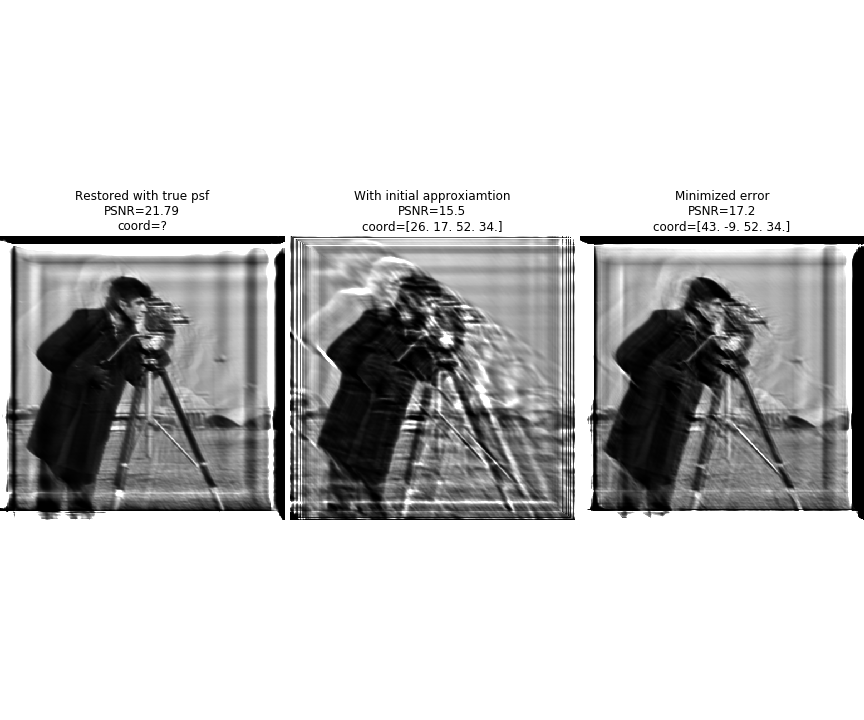 Restored with true psf
PSNR=21.79
coord=?
With initial approxiamtion
PSNR=15.5
coord=[26. 17. 52. 34.]
Minimized error
PSNR=17.2
coord=[43. -9. 52. 34.]